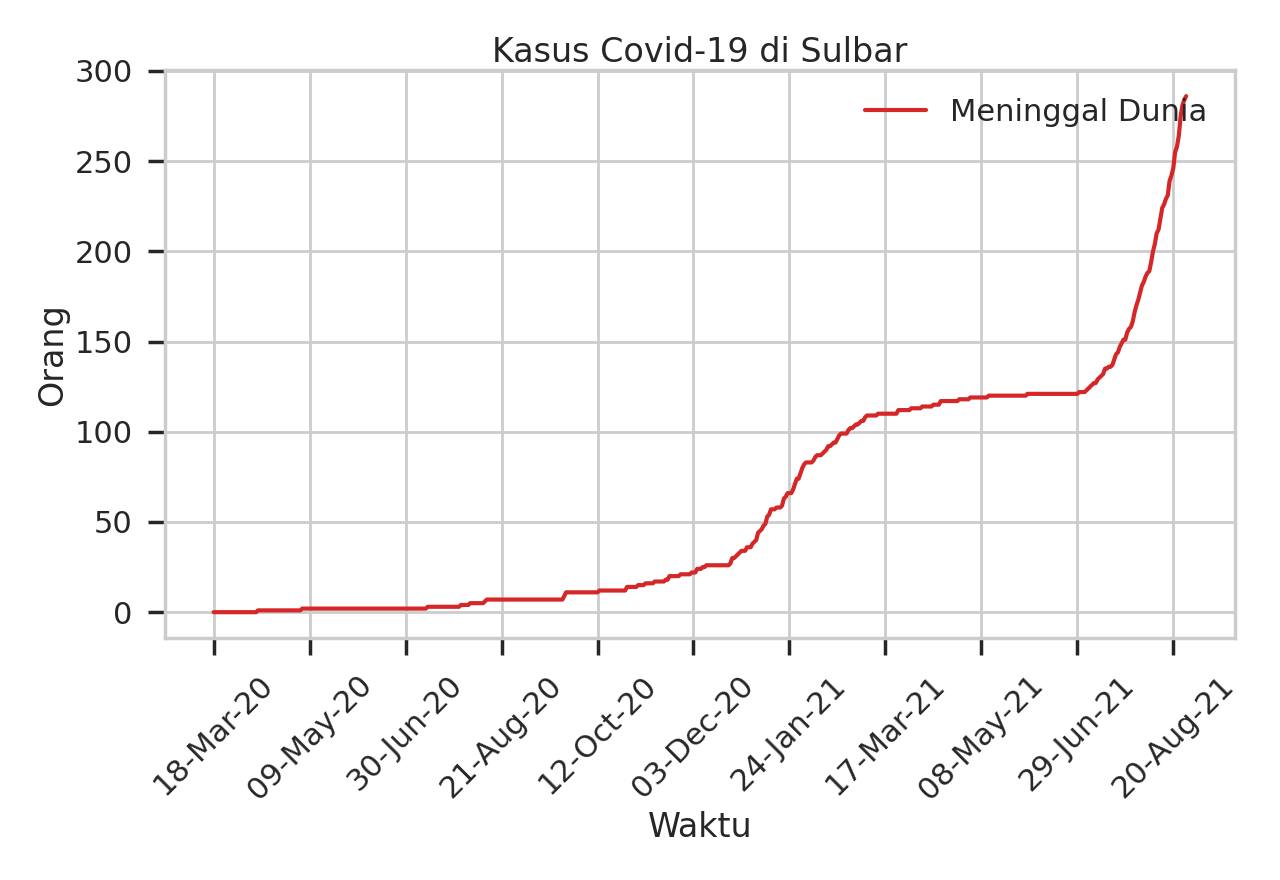 Kasus Covid-19 di Sulbar
Meninggal Dunia
Orang
300
250
200
150
100
50
0
18-Mar-20
09-May-20
30-Jun-20
21-Aug-20
12-Oct-20
03-Dec-20
24-Jan-21
17-Mar-21
08-May-21
29-Jun-21
20-Aug-21
Waktu